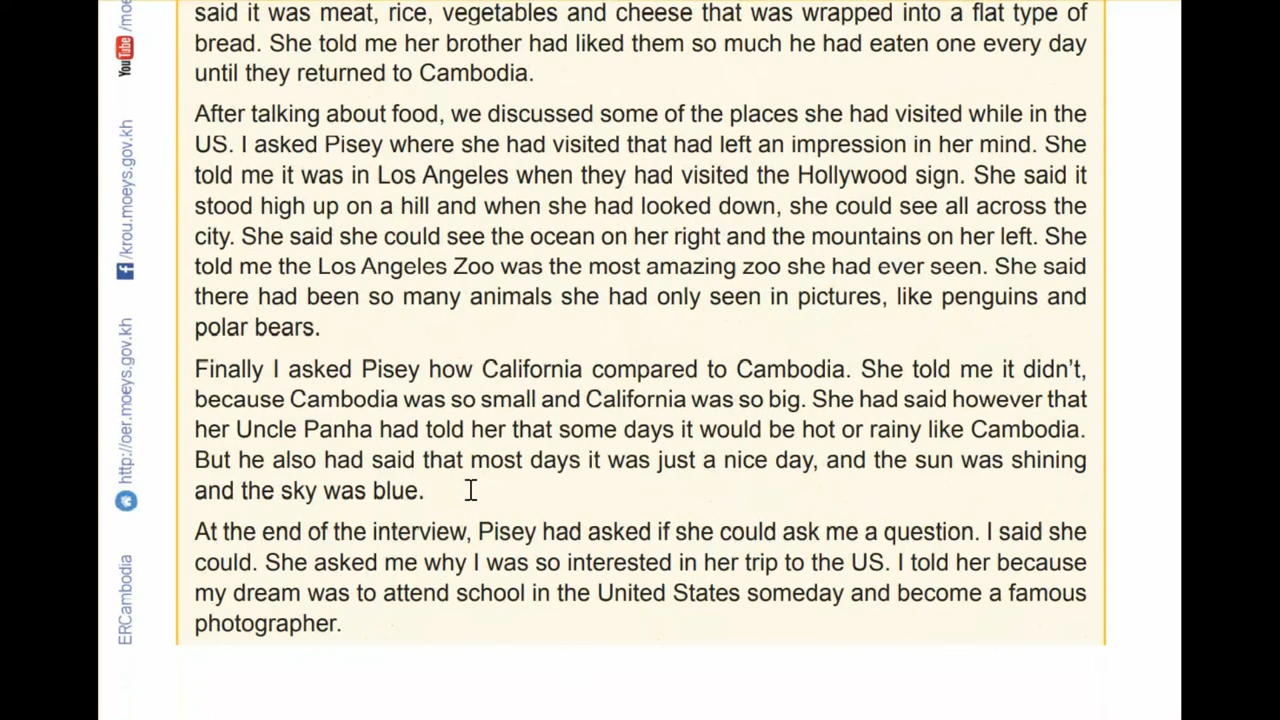 said it was meat, rice, vegetables and cheese that was wrapped into a flat type of
bread. She told me her brother had liked them so much he had eaten one every day
until they returned to Cambodia.
After talking about food, we discussed some of the places she had visited while in the
US. I asked Pisey where she had visited that had left an impression in her mind. She
told me it was in Los Angeles when they had visited the Hollywood sign. She said it
stood high up on a hill and when she had looked down, she could see all across the
city. She said she could see the ocean on her right and the mountains on her left. She
told me the Los Angeles Zoo was the most amazing zoo she had ever seen. She said
there had been so many animals she had only seen in pictures, like penguins and
polar bears.
Finally I asked Pisey how California compared to Cambodia. She told me it didn't,
because Cambodia was so small and California was so big. She had said however that
her Uncle Panha had told her that some days it would be hot or rainy like Cambodia.
But he also had said that most days it was just a nice day, and the sun was shining
and the sky was blue.
At the end of the interview, Pisey had asked if she could ask me a question. I said she
could. She asked me why I was so interested in her trip to the US. I told her because
my dream was to attend school in the United States someday and become a famous
photographer.
ERCambodia
http://oer.moeys.gov.kh
f /krou.moeys.gov.kh
YouTube /moe